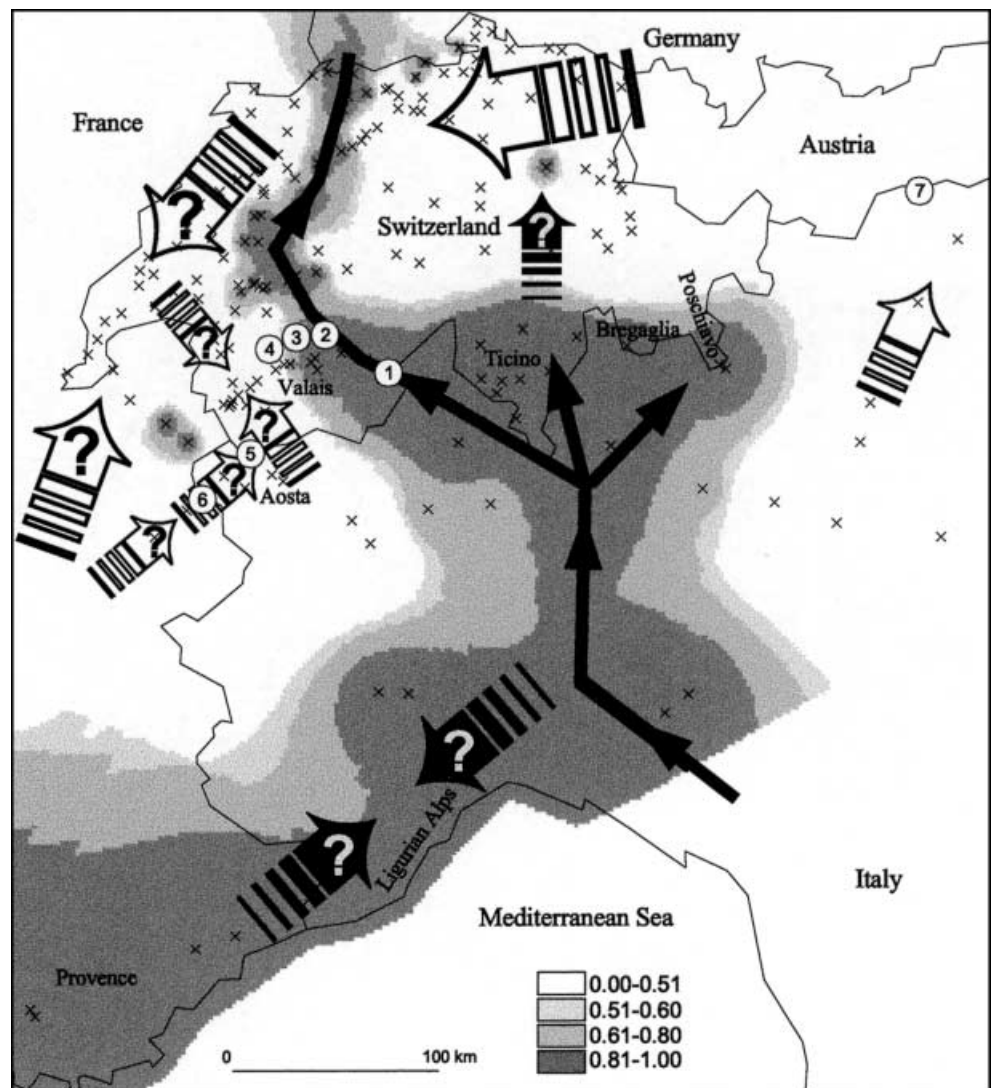 Germany
France
?
Austria
7
Switzerland
?
Poschiavo
Bregaglia
?
4
3
2
1
Ticino
Valais
?
?
5
?
6
Aosta
?
?
Ligurian Alps
?
Italy
Mediterranean Sea
Provence
0.00-0.51
0.51-0.60
0.61-0.80
0.81-1.00
0
100 km